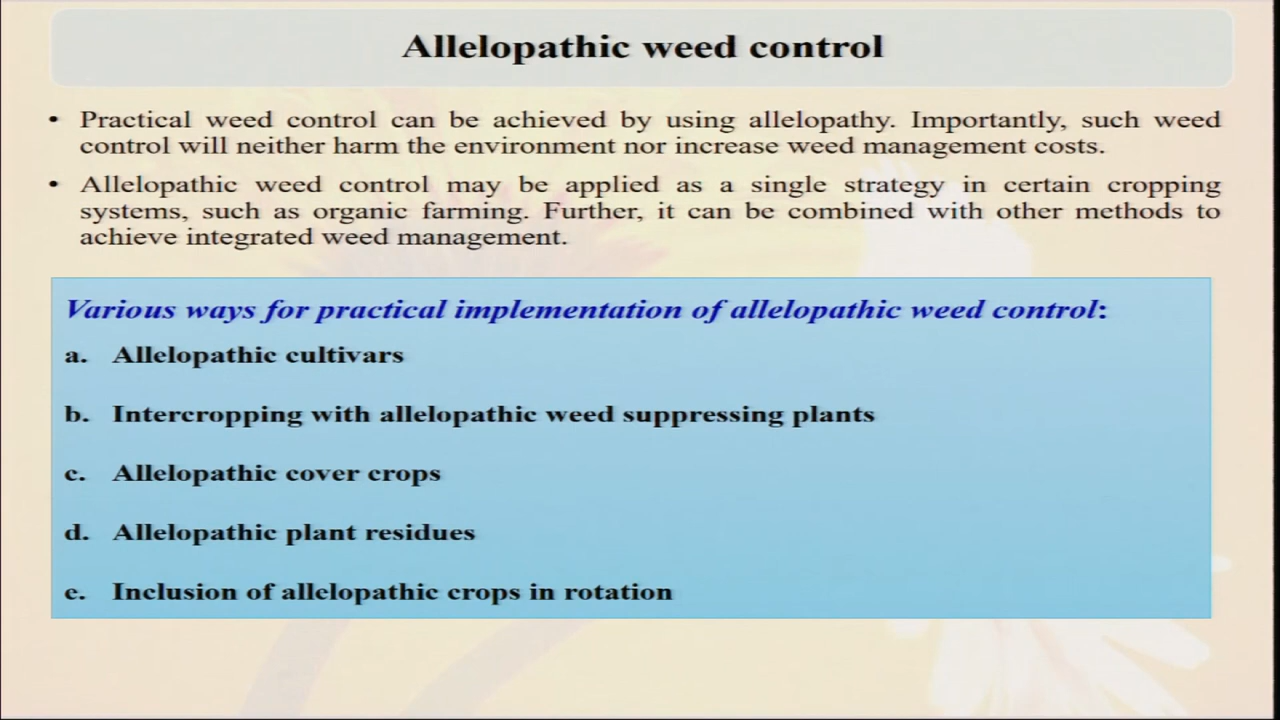 Allelopathic weed control
• Practical weed control can be achieved by using allelopathy. Importantly, such weed
control will neither harm the environment nor increase weed management costs.
• Allelopathic weed control may be applied as a single strategy in certain cropping
systems, such as organic farming. Further, it can be combined with other methods to
achieve integrated weed management.
Various ways for practical implementation of allelopathic weed control:
a. Allelopathic cultivars
b. Intercropping with allelopathic weed suppressing plants
c. Allelopathic cover crops
d. Allelopathic plant residues
e. Inclusion of allelopathic crops in rotation